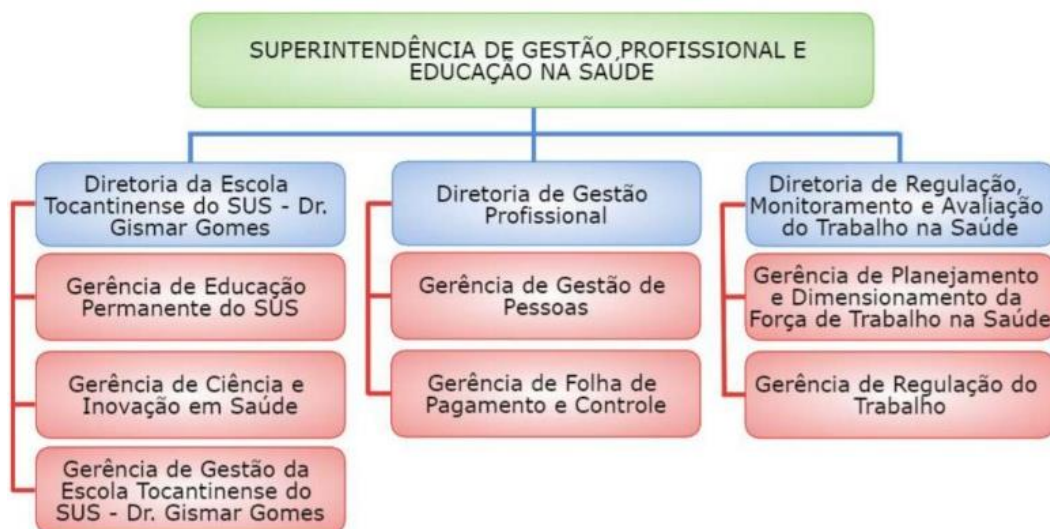 SUPERINTENDÊNCIA DE GESTÃO PROFISSIONAL E
EDUCAÇÃO NA SAÚDE
Diretoria da Escola
Tocantinense do SUS - Dr.
Gismar Gomes
Gerência de Educação
Permanente do SUS
Gerência de Ciência e
Inovação em Saúde
Gerência de Gestão da
Escola Tocantinense do
SUS - Dr. Gismar Gomes
Diretoria de Gestão
Profissional
Gerência de Gestão de
Pessoas
Gerência de Folha de
Pagamento e Controle
Diretoria de Regulação,
Monitoramento e Avaliação
do Trabalho na Saúde
Gerência de Planejamento
e Dimensionamento da
Força de Trabalho na Saúde
Gerência de Regulação do
Trabalho